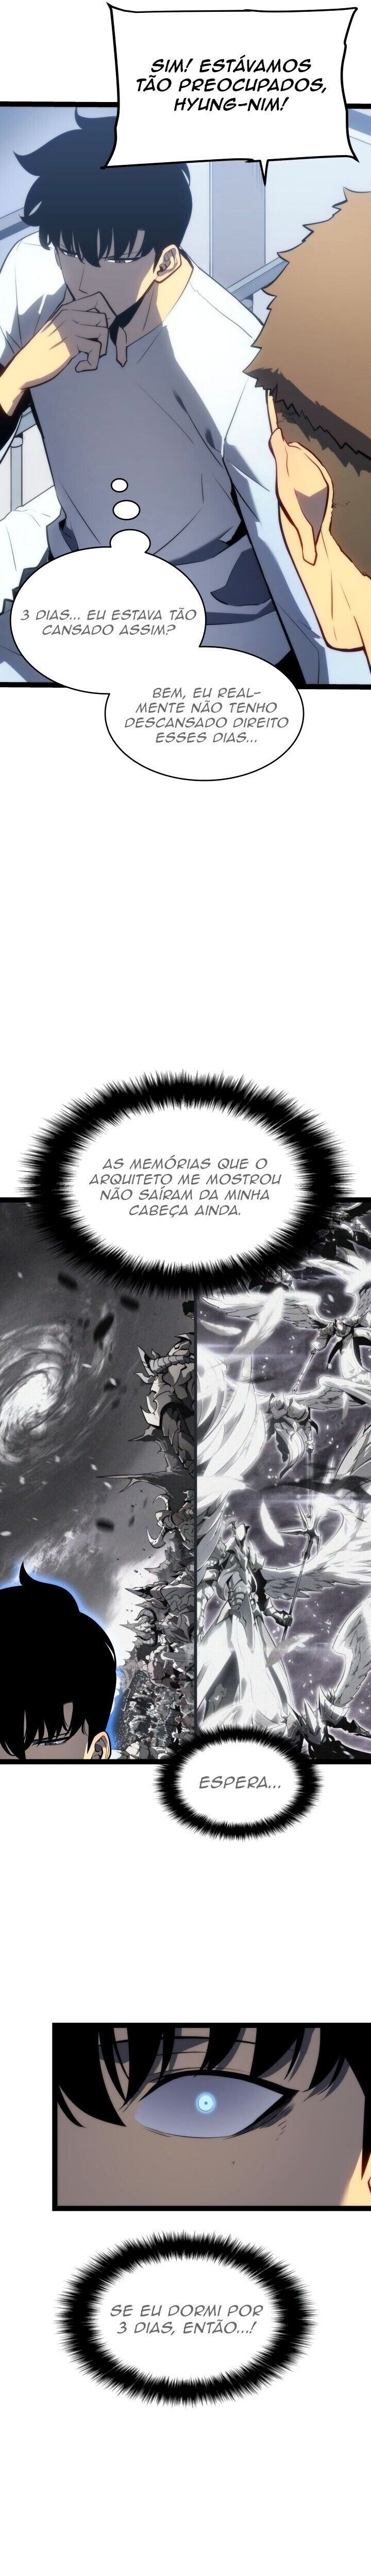 SIM! ESTÁVAMOS
TÃO PREOCUPADOS,
HYUNG-NIM!
3 DIAS... EU ESTAVA TÃO
CANSADO ASSIM?
BEM, EU REAL-
MENTE NÃO TENHO
DESCANSADO DIREITO
ESSES DIAS...
AS MEMÓRIAS QUE O
ARQUITETO ME MOSTROU
NÃO SAÍRAM DA MINHA
CABEÇA AINDA.
ESPERA...
SE EU DORMI POR
3 DIAS, ENTÃO...!